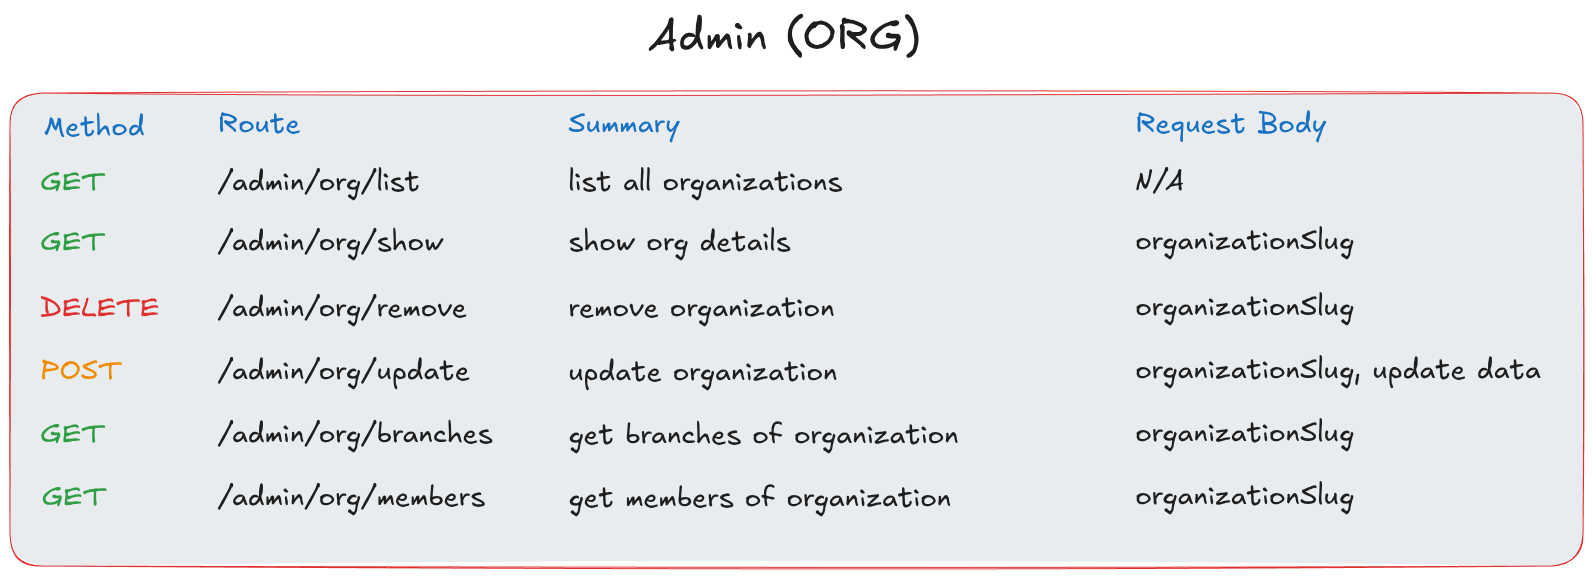 Admin (ORG)
Method Route Summary Request Body
GET /admin/org/list list all organizations N/A
GET /admin/org/show show org details organizationSlug
DELETE /admin/org/remove remove organization organizationSlug
POST /admin/org/update update organization organizationSlug, update data
GET /admin/org/branches get branches of organization organizationSlug
GET /admin/org/members get members of organization organizationSlug